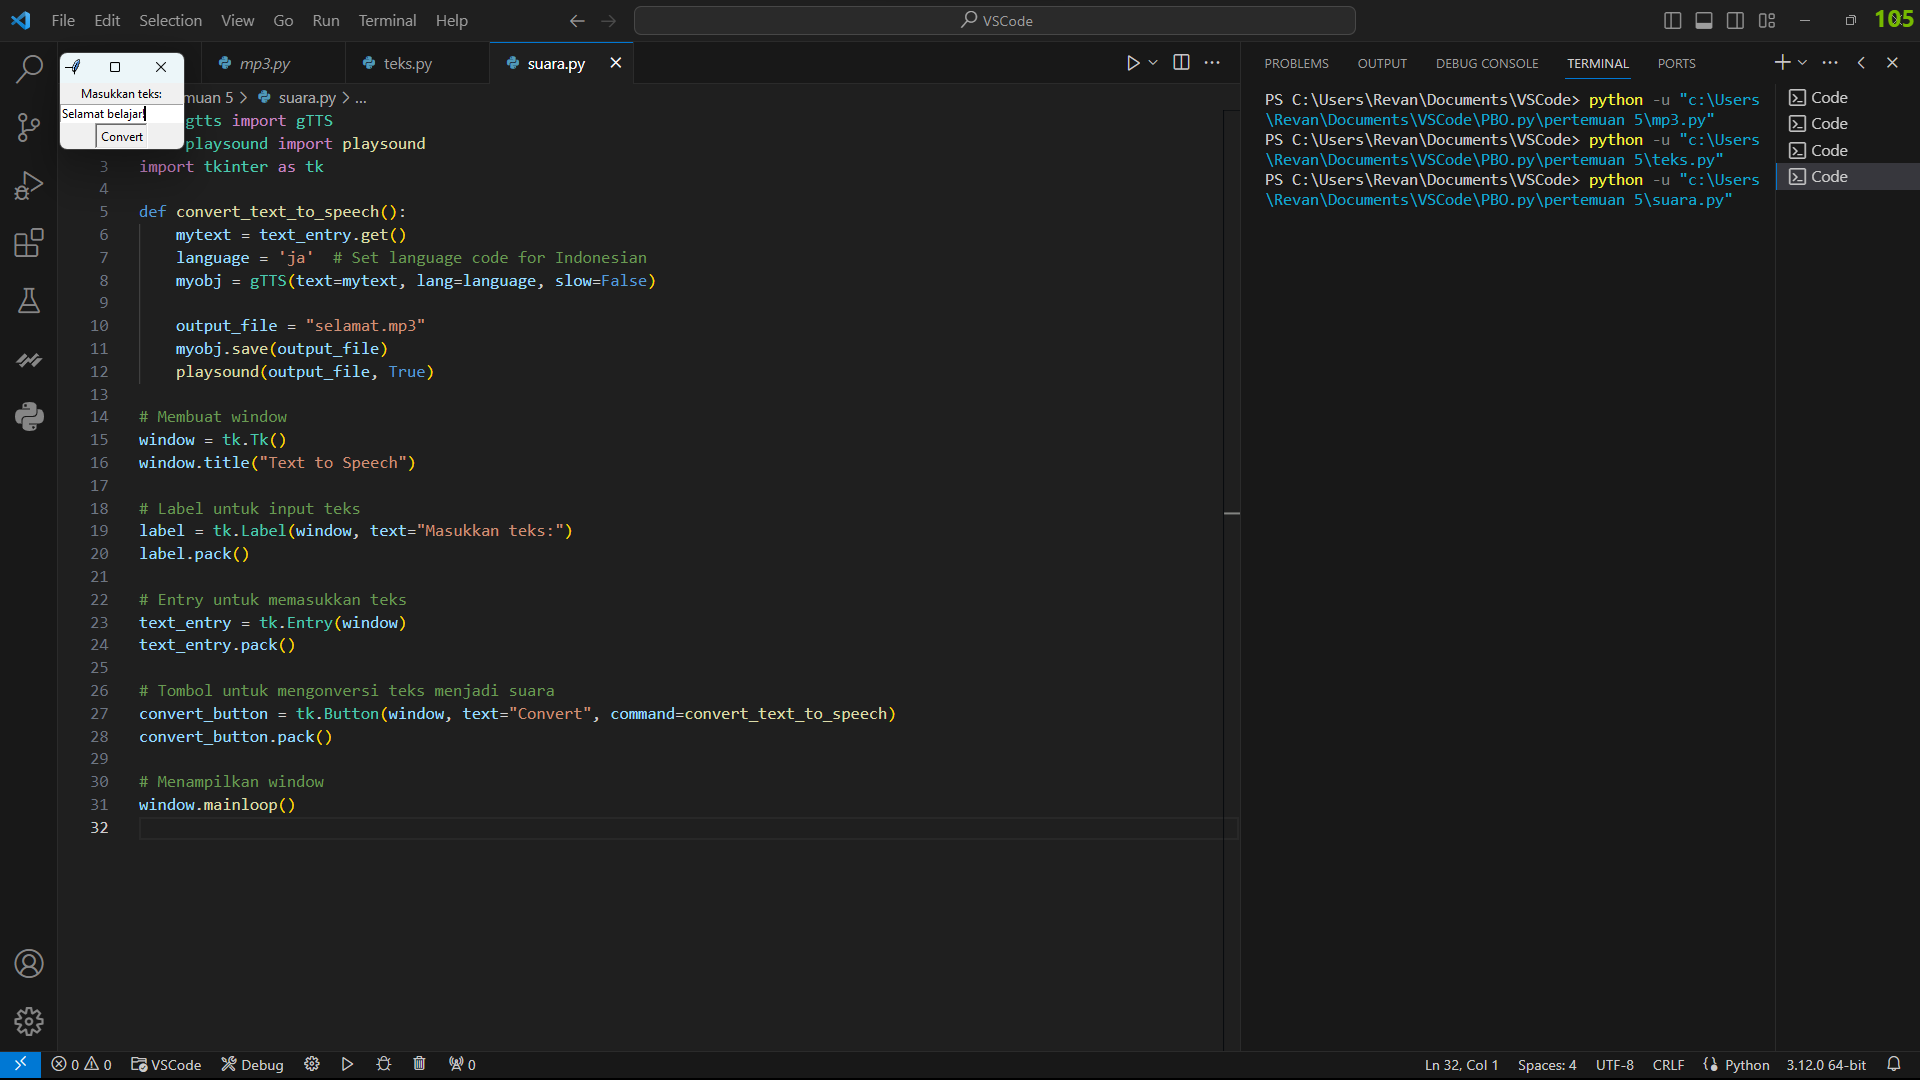 File Edit Selection View Go Run Terminal Help
VSCode
105
mp3.py
teks.py
suara.py
PROBLEMS OUTPUT DEBUG CONSOLE TERMINAL PORTS
Masukkan teks:
Selamat belajar!
Convert
muan 5 > suara.py > ...
gtts import gTTS
playsound import playsound
3 import tkinter as tk
4
5 def convert_text_to_speech():
6 mytext = text_entry.get()
7 language = 'ja' # Set language code for Indonesian
8 myobj = gTTS(text=mytext, lang=language, slow=False)
9
10 output_file = "selamat.mp3"
11 myobj.save(output_file)
12 playsound(output_file, True)
13
14 # Membuat window
15 window = tk.Tk()
16 window.title("Text to Speech")
17
18 # Label untuk input teks
19 label = tk.Label(window, text="Masukkan teks:")
20 label.pack()
21
22 # Entry untuk memasukkan teks
23 text_entry = tk.Entry(window)
24 text_entry.pack()
25
26 # Tombol untuk mengonversi teks menjadi suara
27 convert_button = tk.Button(window, text="Convert", command=convert_text_to_speech)
28 convert_button.pack()
29
30 # Menampilkan window
31 window.mainloop()
32
PS C:\Users\Revan\Documents\VSCode> python -u "c:\Users
\Revan\Documents\VSCode\PBO.py\pertemuan 5\mp3.py"
PS C:\Users\Revan\Documents\VSCode> python -u "c:\Users
\Revan\Documents\VSCode\PBO.py\pertemuan 5\teks.py"
PS C:\Users\Revan\Documents\VSCode> python -u "c:\Users
\Revan\Documents\VSCode\PBO.py\pertemuan 5\suara.py"
Code
Code
Code
Code
0 0 VSCode Debug 0
Ln 32, Col 1 Spaces: 4 UTF-8 CRLF Python 3.12.0 64-bit